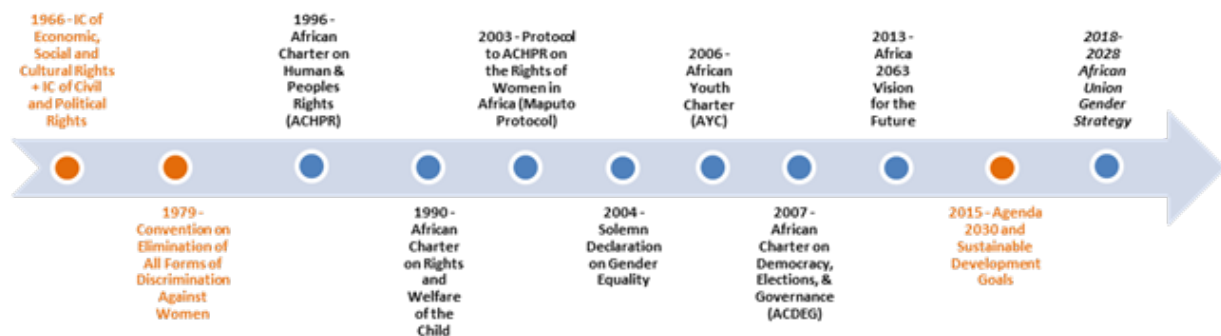 1966 - IC of
Economic,
Social and
Cultural Rights
+ IC of Civil
and Political
Rights
1979 -
Convention on
Elimination of
All Forms of
Discrimination
Against
Women
1996 -
African
Charter on
Human &
Peoples
Rights
(ACHPR)
1990 -
African
Charter
on Rights
and
Welfare
of the
Child
2003 - Protocol
to ACHPR on
the Rights of
Women in
Africa (Maputo
Protocol)
2004 -
Solemn
Declaration
on Gender
Equality
2006 -
African
Youth
Charter
(AYC)
2007 -
African
Charter on
Democracy,
Elections, &
Governance
(ACDEG)
2013 -
Africa
2063
Vision
for the
Future
2015 - Agenda
2030 and
Sustainable
Development
Goals
2018-
2028
African
Union
Gender
Strategy